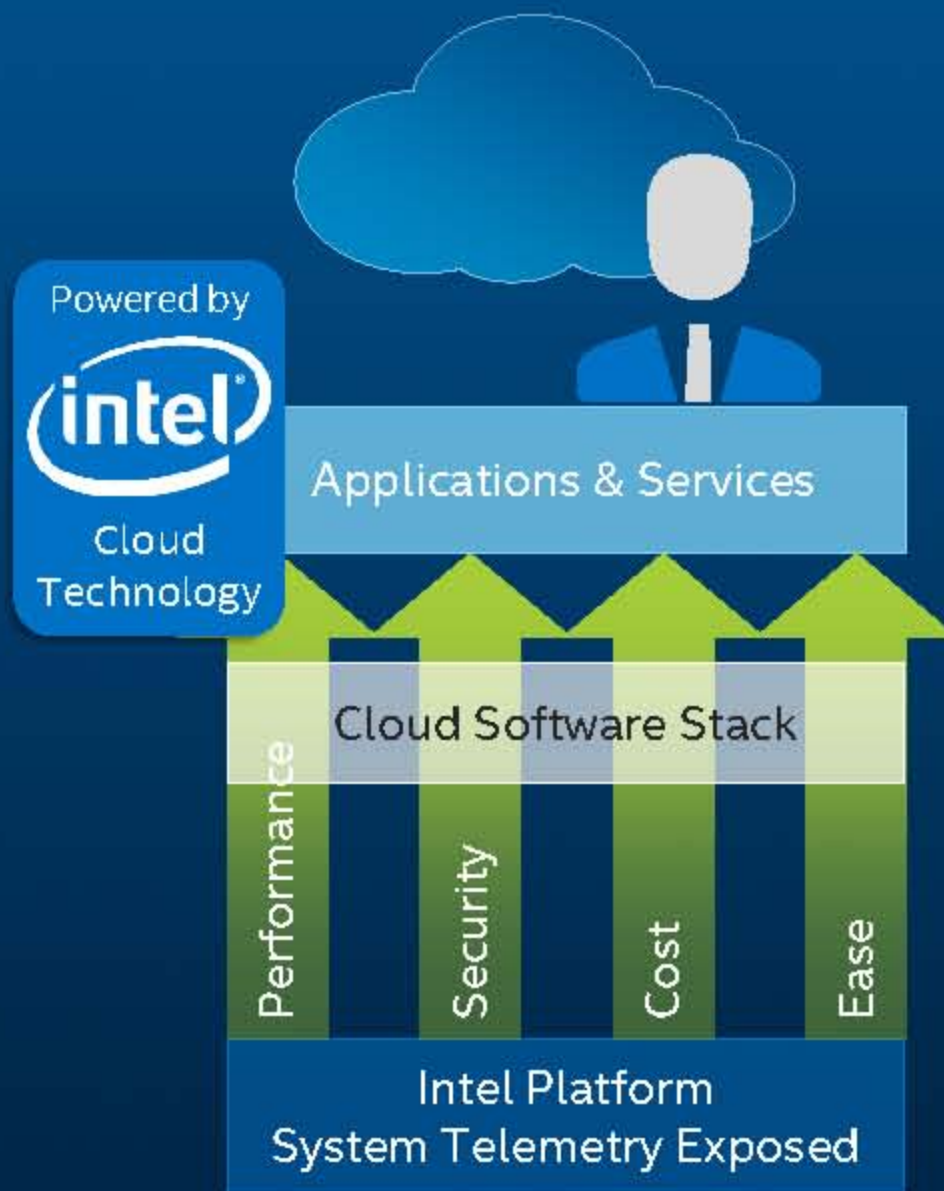 Powered by
intel®
Cloud
Technology
Applications & Services
Cloud Software Stack
Performance
Security
Cost
Ease
Intel Platform
System Telemetry Exposed